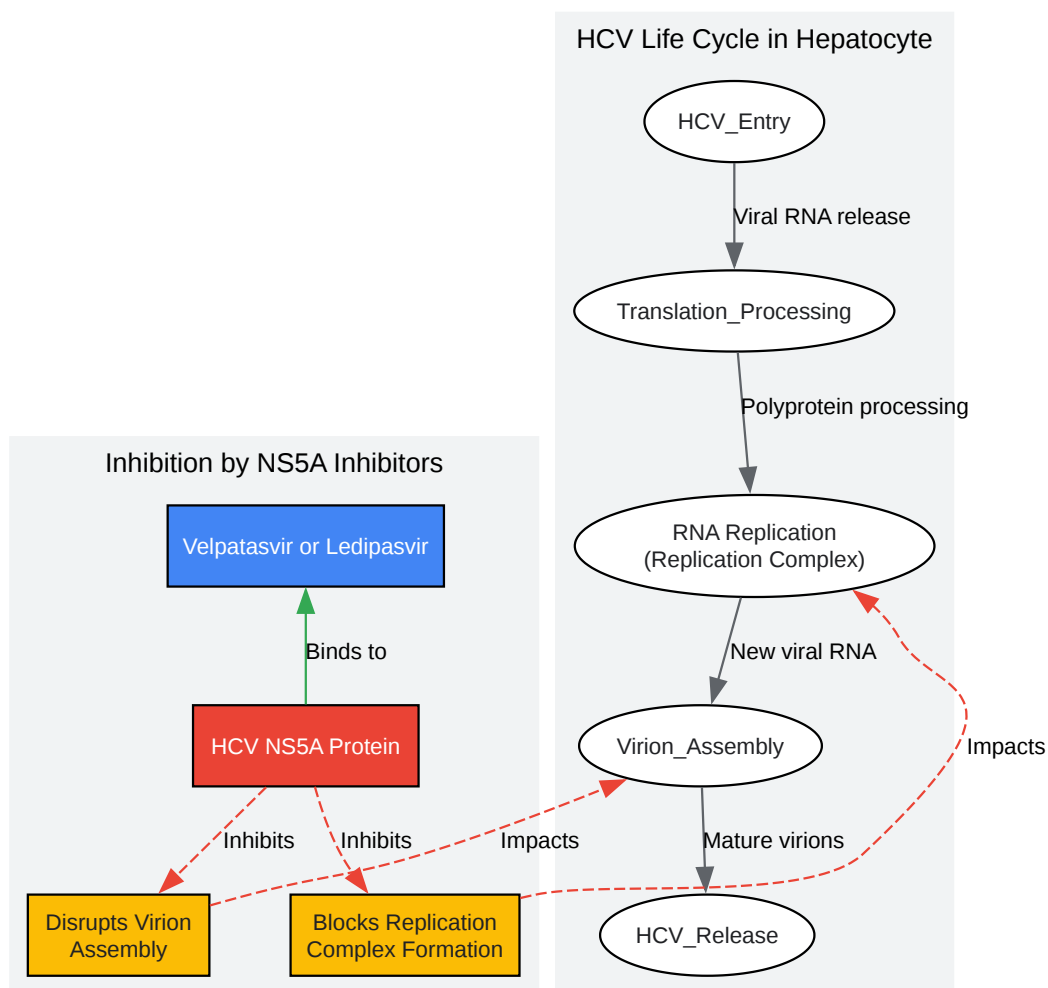 HCV Life Cycle in Hepatocyte
HCV_Entry
Viral RNA release
Translation_Processing
Polyprotein processing
Inhibition by NS5A Inhibitors
Velpatasvir or Ledipasvir
RNA Replication
(Replication Complex)
Binds to
New viral RNA
HCV NS5A Protein
Virion_Assembly
Impacts
Inhibits
Inhibits
Impacts
Mature virions
Disrupts Virion
Assembly
Blocks Replication
Complex Formation
HCV_Release